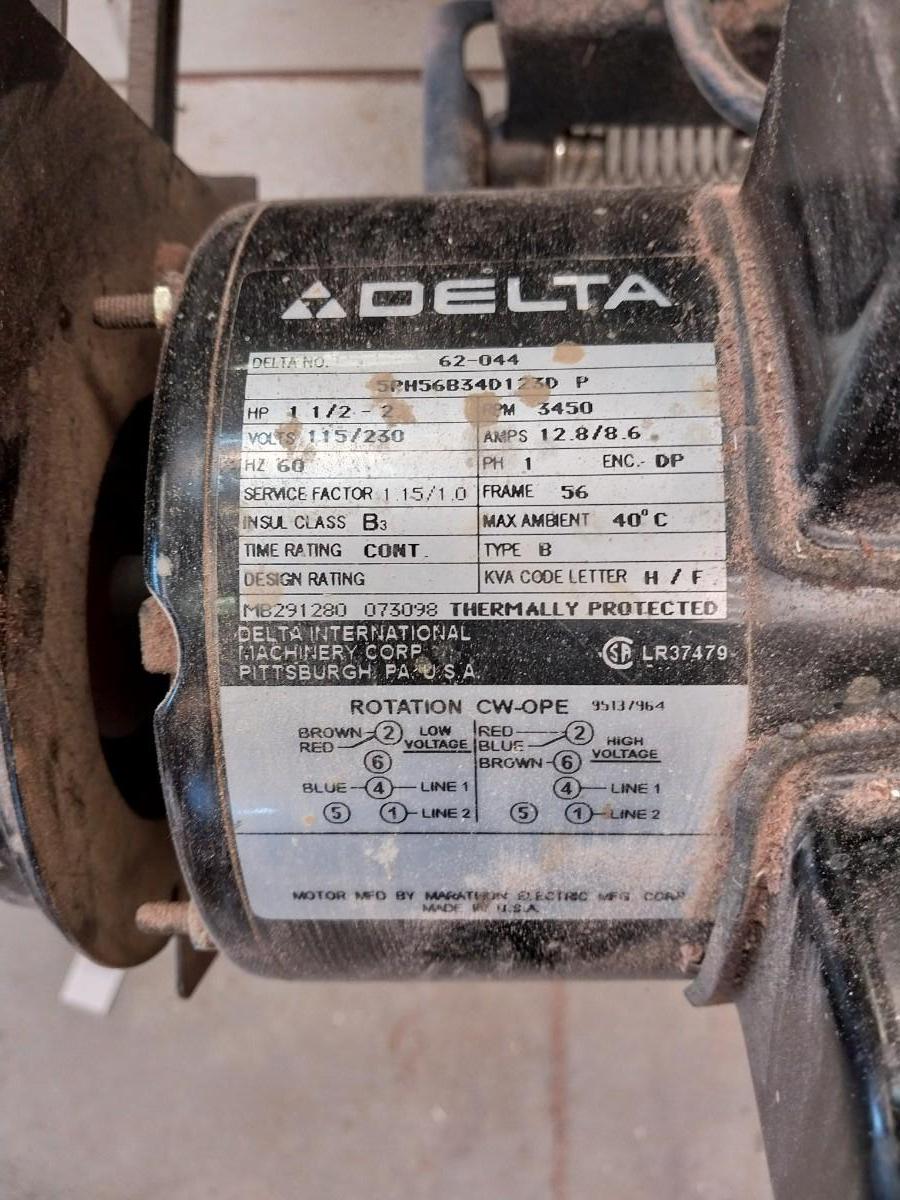 DELTA
DELTA NO. 62-044
5PH56B34D123D P
HP 1 1/2 - 2 RPM 3450
VOLTS 115/230 AMPS 12.8/8.6
HZ 60 PH 1 ENC.- DP
SERVICE FACTOR 1.15/1.0 FRAME 56
INSUL CLASS B3 MAX AMBIENT 40°C
TIME RATING CONT. TYPE B
DESIGN RATING KVA CODE LETTER H / F
MB291280 073098 THERMALLY PROTECTED
DELTA INTERNATIONAL
MACHINERY CORP.
PITTSBURGH, PA. U.S.A.
SA LR37479
ROTATION CW-OPE 95137964
BROWN 2 LOW RED 2
RED VOLTAGE BLUE HIGH
6 BROWN 6 VOLTAGE
BLUE 4 LINE 1 4 LINE 1
5 1 LINE 2 5 1 LINE 2
MOTOR MFD BY MARATHON ELECTRIC MFG. CORP
MADE IN U.S.A.